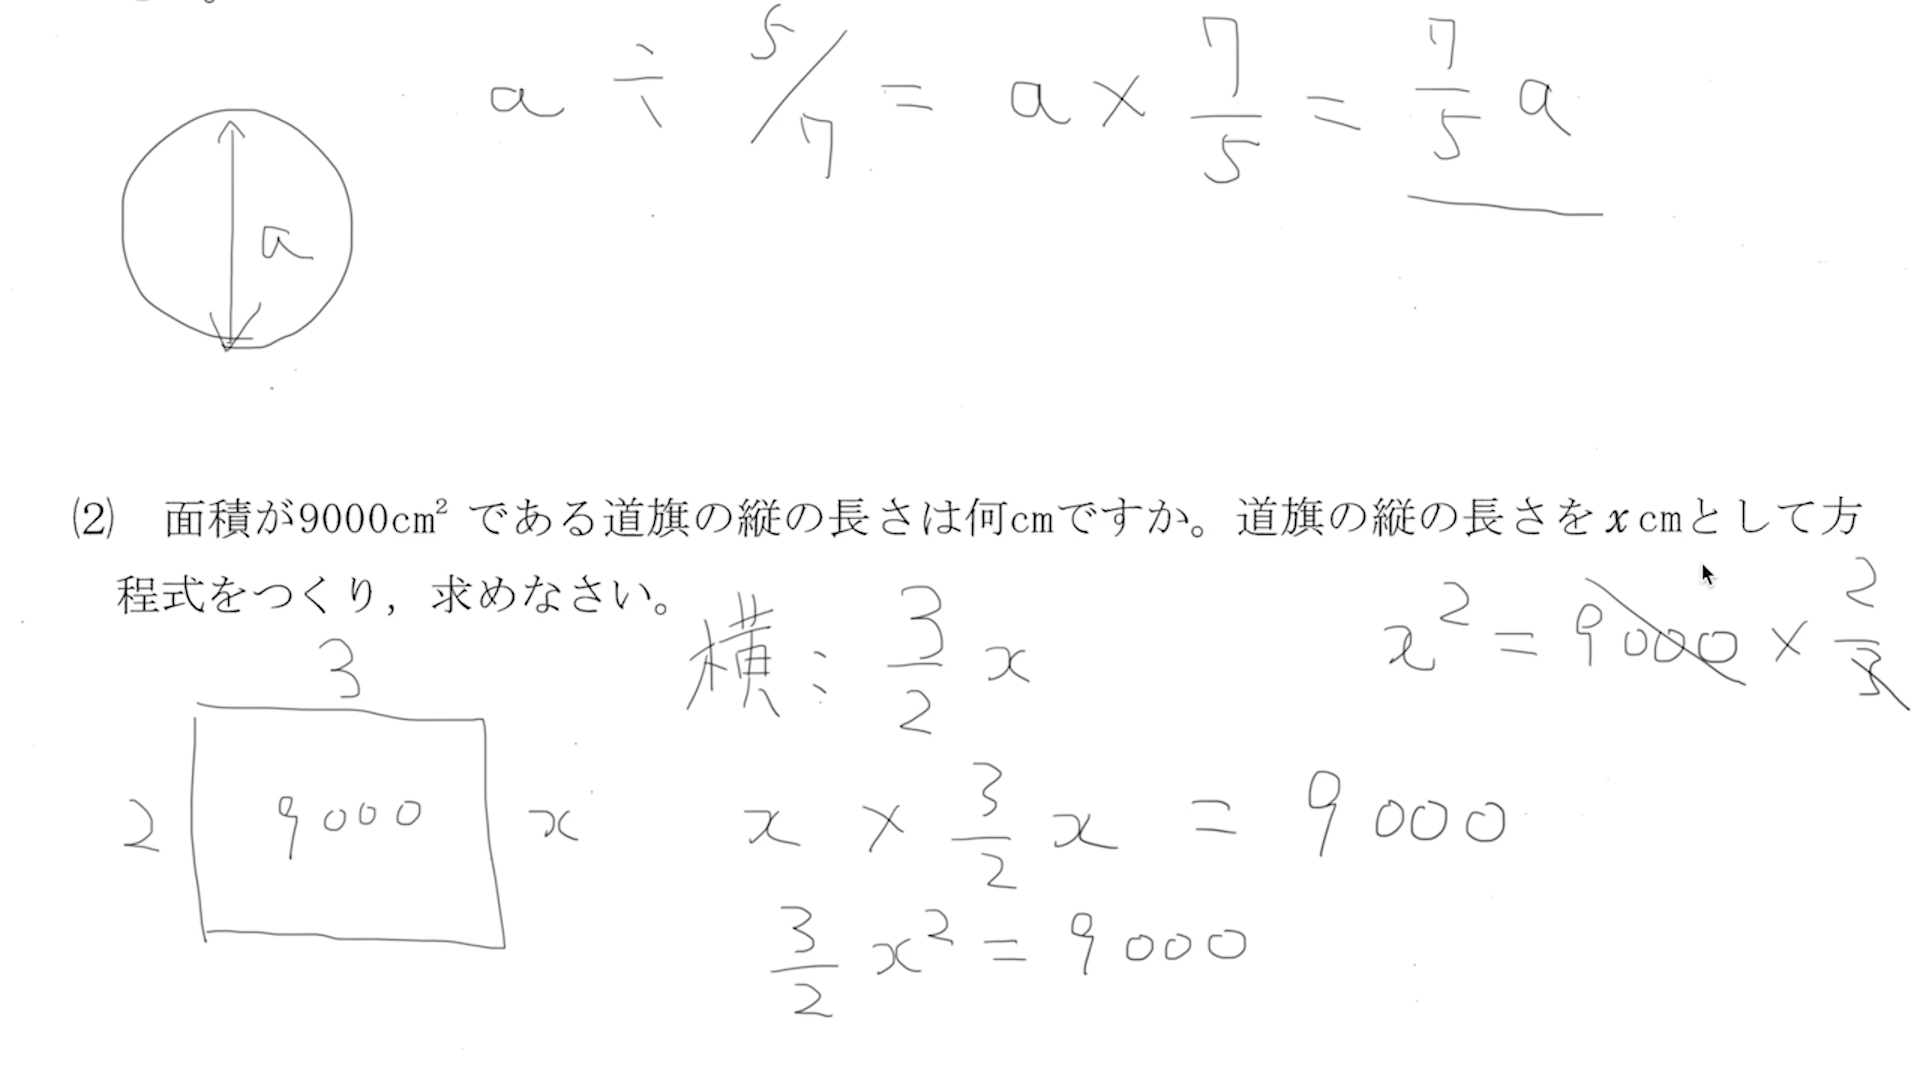 a ÷ 5/7 = a × 7/5 = 7/5 a
a
(2) 面積が9000cm² である道旗の縦の長さは何cmですか。道旗の縦の長さをxcmとして方
程式をつくり，求めなさい。
横: 3/2 x
x² = 9000 × 2/3
3
2
9000
x
x × 3/2 x = 9000
3/2 x² = 9000